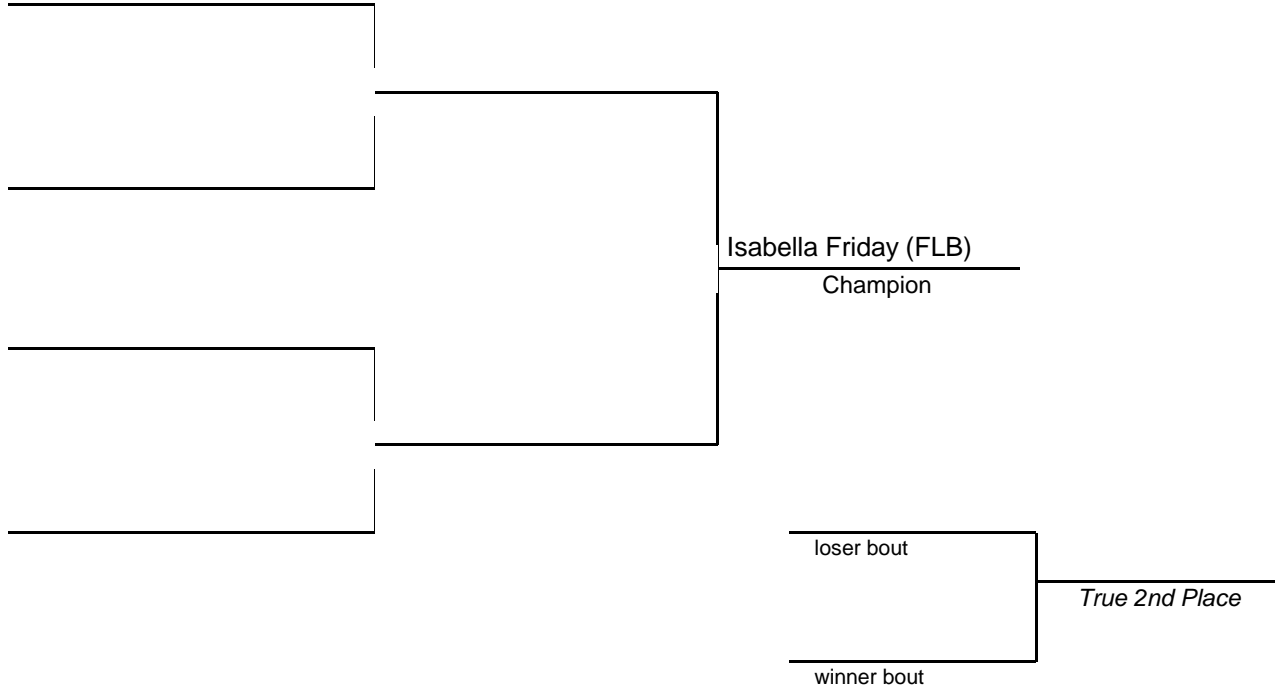 Isabella Friday (FLB)
Champion
loser bout
True 2nd Place
winner bout